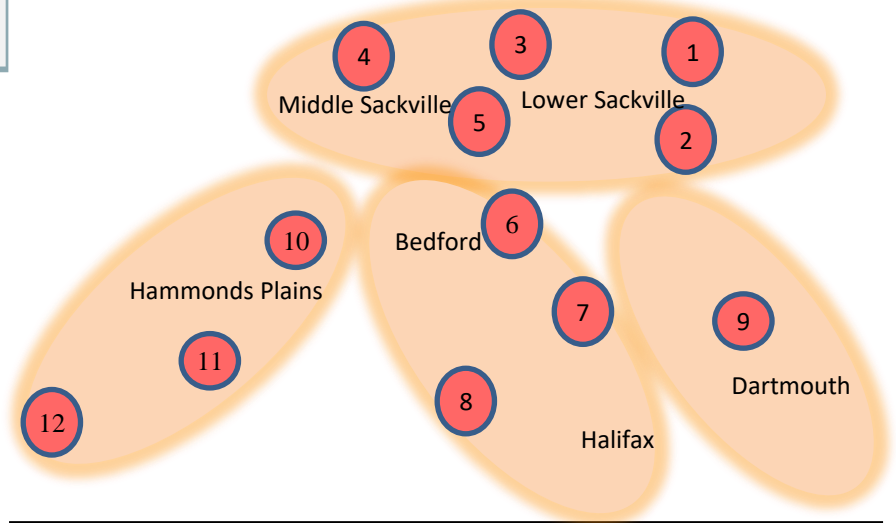 4
3
1
Middle Sackville
Lower Sackville
5
2
6
Bedford
10
Hammonds Plains
7
9
11
Dartmouth
8
12
Halifax